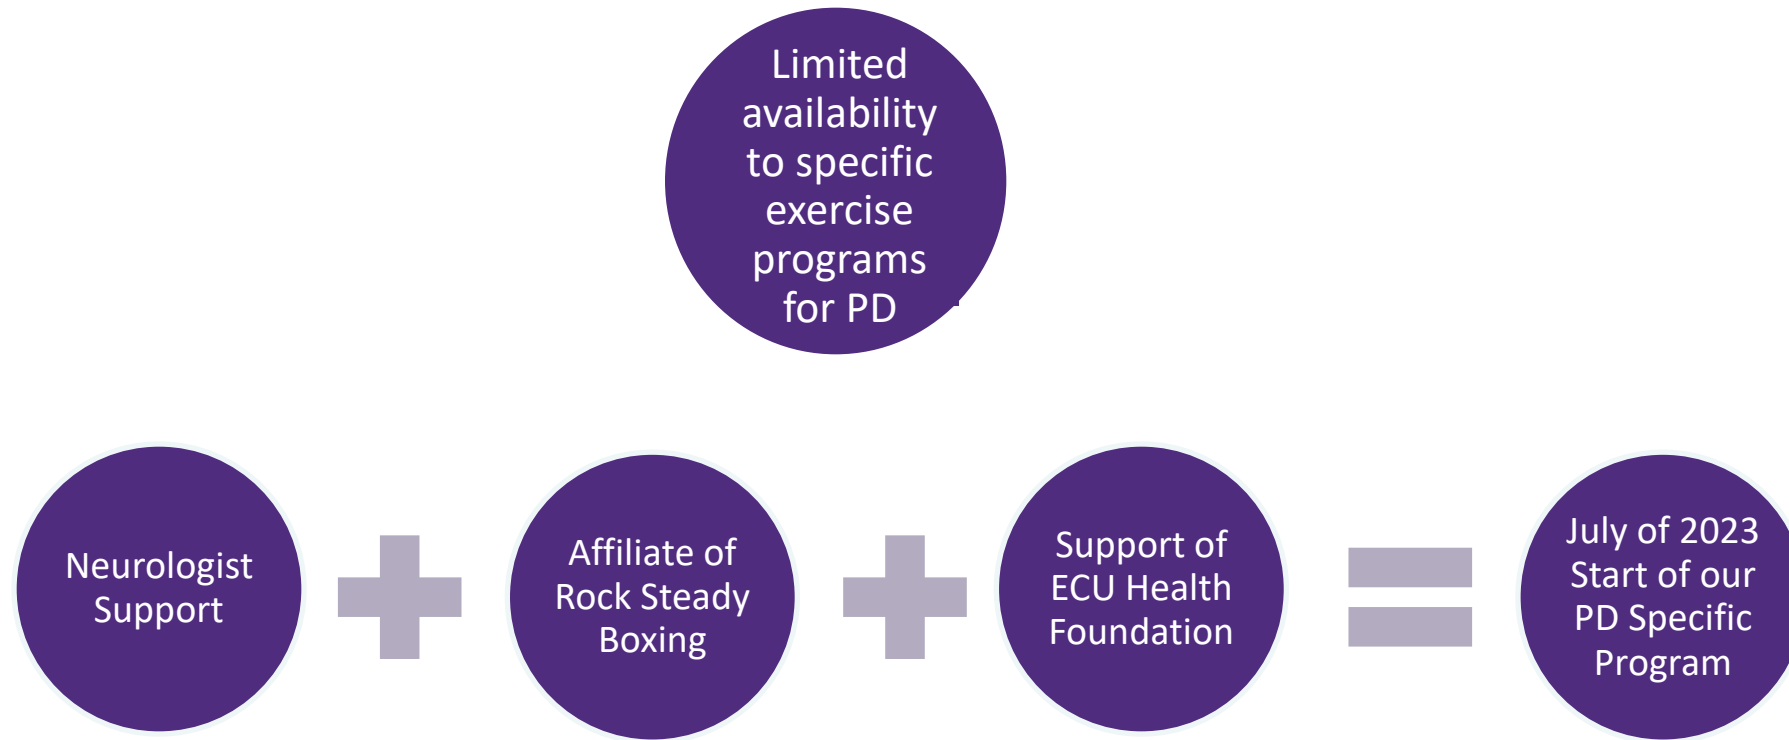 Limited
availability
to specific
exercise
programs
for PD
Neurologist
Support
Affiliate of
Rock Steady
Boxing
Support of
ECU Health
Foundation
July of 2023
Start of our
PD Specific
Program